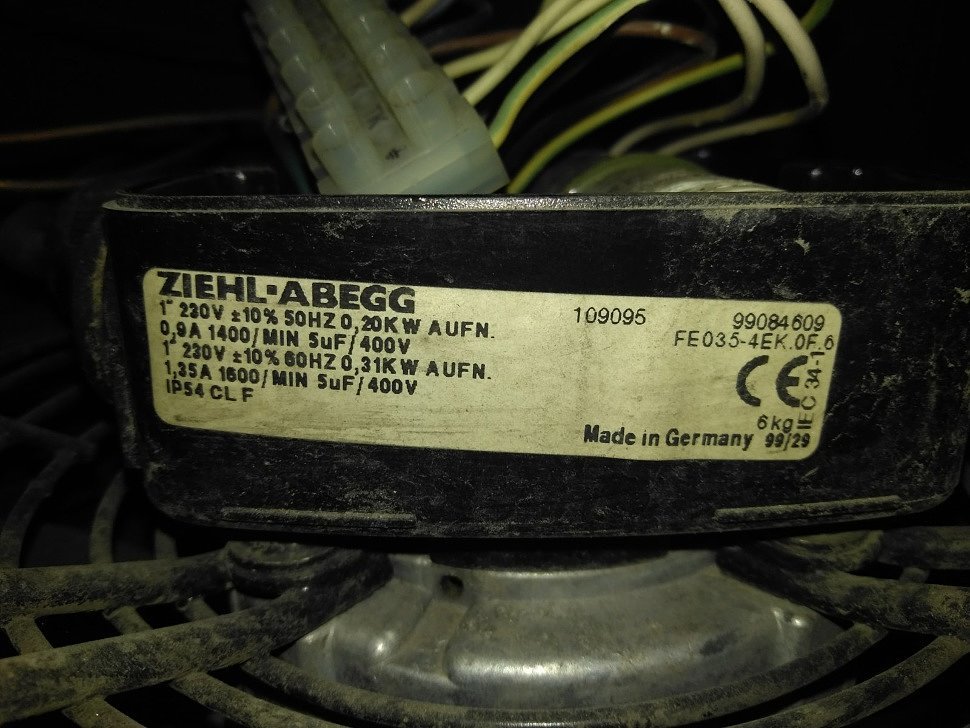 ZIEHL-ABEGG
1~ 230V ±10% 50HZ 0,20KW AUFN.
0,9A 1400/MIN 5uF/400V
1~ 230V ±10% 60HZ 0,31KW AUFN.
1,35A 1600/MIN 5uF/400V
IP54 CL F
109095
99084609
FE035-4EK.0F.6
CE
IEC 34-1
6kg
Made in Germany 99/29